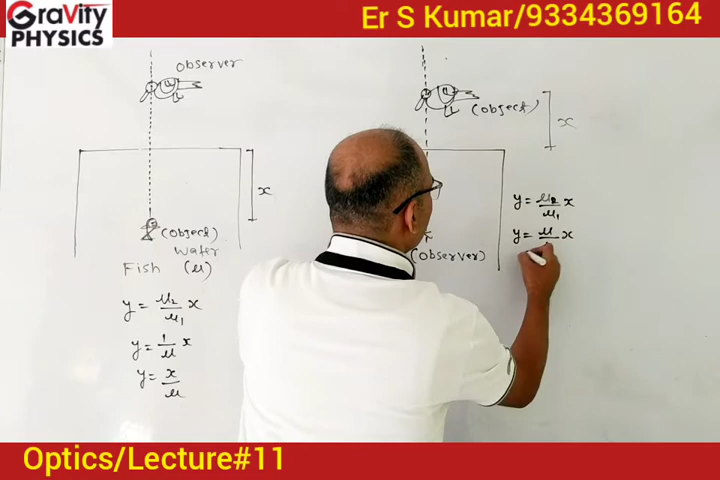 GRaVity
PHYSICS
Er S Kumar/9334369164
observer
(object)
x
x
(object)
water
Fish (μ)
y = μ2/μ1 x
y = 1/μ x
y = x/μ
(observer)
y = μ2/μ1 x
y = μ/1 x
Optics/Lecture#11